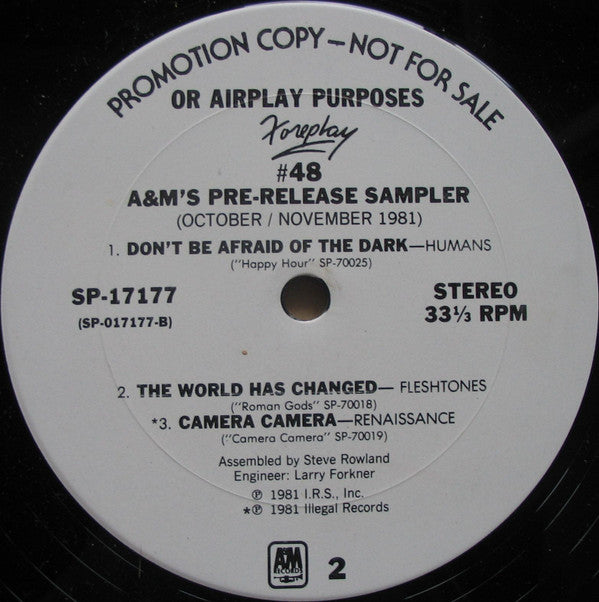 PROMOTION COPY — NOT FOR SALE
OR AIRPLAY PURPOSES
Foreplay
#48
A&M'S PRE-RELEASE SAMPLER
(OCTOBER / NOVEMBER 1981)
1. DON'T BE AFRAID OF THE DARK—HUMANS
("Happy Hour" SP-70025)
SP-17177
(SP-017177-B)
STEREO
33⅓ RPM
2. THE WORLD HAS CHANGED— FLESHTONES
("Roman Gods" SP-70018)
*3. CAMERA CAMERA—RENAISSANCE
("Camera Camera" SP-70019)
Assembled by Steve Rowland
Engineer: Larry Forkner
℗ 1981 I.R.S., Inc.
*℗ 1981 Illegal Records
A&M
RECORDS
2